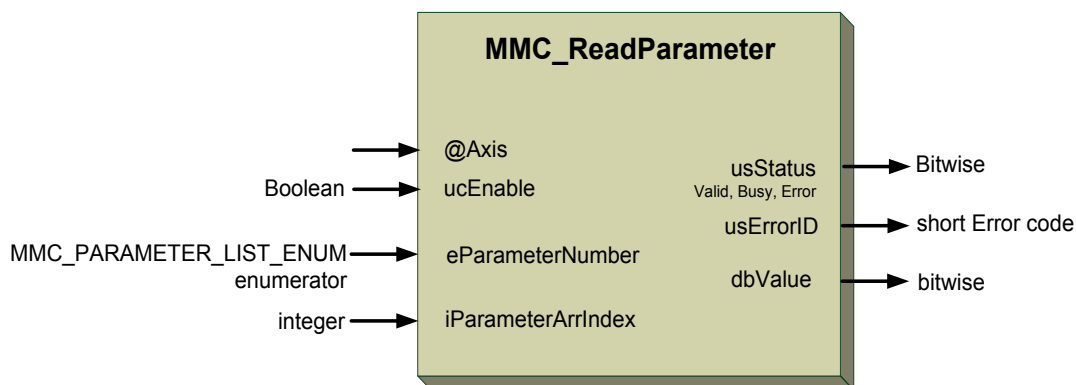 MMC_ReadParameter
@Axis
Boolean
ucEnable
MMC_PARAMETER_LIST_ENUM
enumerator
eParameterNumber
integer
iParameterArrIndex
usStatus
Valid, Busy, Error
Bitwise
usErrorID
short Error code
dbValue
bitwise